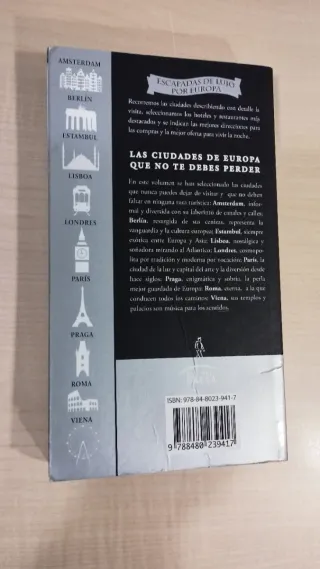 AMSTERDAM
BERLÍN
ESTAMBUL
LISBOA
LONDRES
PARÍS
PRAGA
ROMA
VIENA
ESCAPADAS DE LUJO
POR EUROPA
Recorremos las ciudades describiendo con detalle la
visita, seleccionamos los hoteles y restaurantes más
destacados y se indican las mejores direcciones para
las compras y la mejor oferta para vivir la noche.
LAS CIUDADES DE EUROPA
QUE NO TE DEBES PERDER
En este volumen se han seleccionado las ciudades
que nunca puedes dejar de visitar y que no deben
faltar en ninguna ruta turística: Amsterdam, infor-
mal y divertida con su laberinto de canales y calles;
Berlín, resurgida de sus cenizas, representa la
vanguardia y la cultura europea; Estambul, siempre
exótica entre Europa y Asia; Lisboa, nostálgica y
soñadora mirando al Atlántico; Londres, cosmopo-
lita por tradición y moderna por vocación; París, la
ciudad de la luz y capital del arte y la diversión desde
hace siglos; Praga, enigmática y sobria, la perla
mejor guardada de Europa; Roma, eterna, a la que
conducen todos los caminos; Viena, sus templos y
palacios son música para los sentidos.
ISBN: 978-84-8023-941-7
9 788480 239417